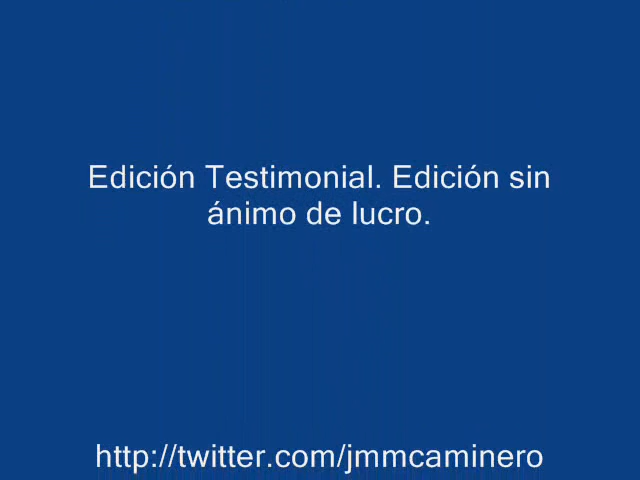 Edición Testimonial. Edición sin
ánimo de lucro.
http://twitter.com/jmmcaminero